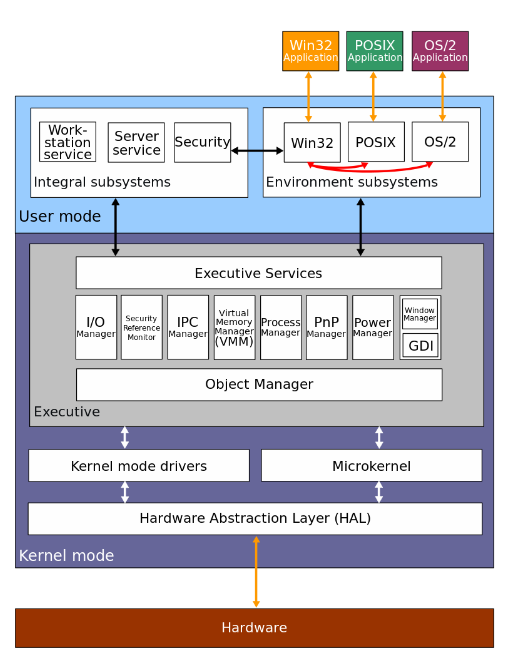 Win32
Application
POSIX
Application
OS/2
Application
Work-
station
service
Server
service
Security
Integral subsystems
Win32
POSIX
OS/2
Environment subsystems
User mode
Executive Services
I/O
Manager
Security
Reference
Monitor
IPC
Manager
Virtual
Memory
Manager
(VMM)
Process
Manager
PnP
Manager
Power
Manager
Window
Manager
GDI
Object Manager
Executive
Kernel mode drivers
Microkernel
Hardware Abstraction Layer (HAL)
Kernel mode
Hardware